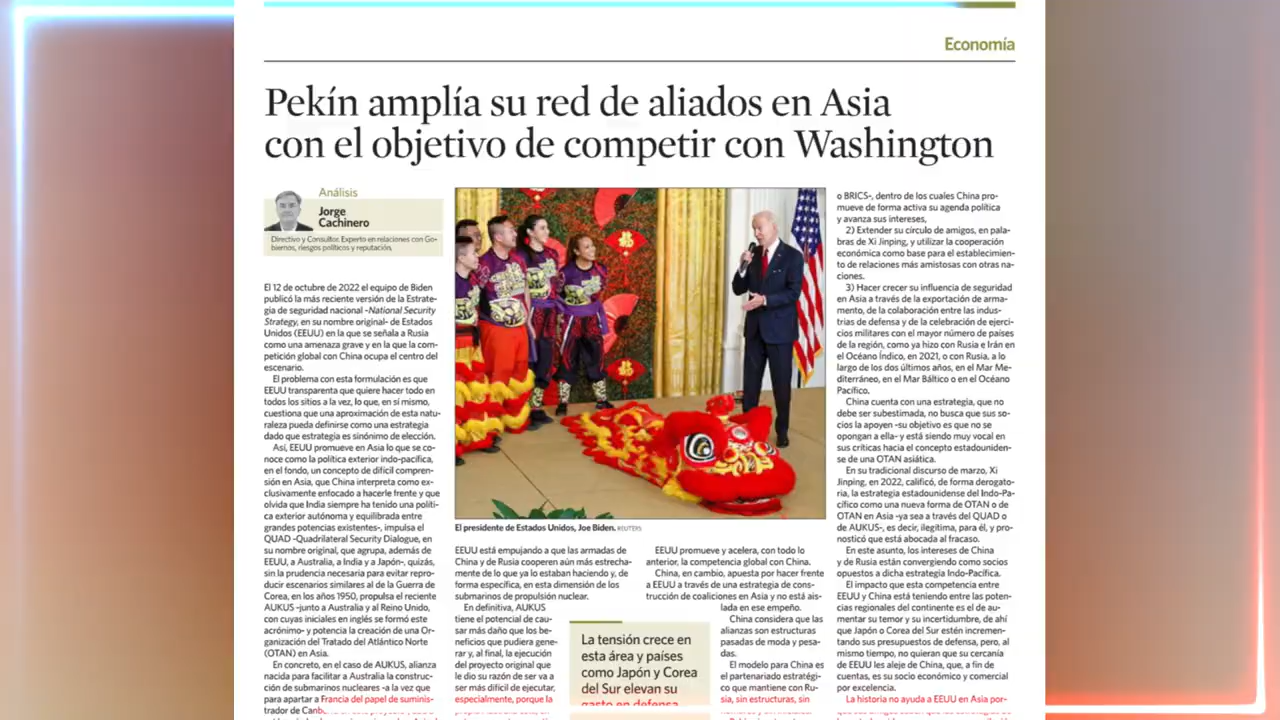 Economía
Pekín amplía su red de aliados en Asia
con el objetivo de competir con Washington
Análisis
Jorge
Cachinero
Directivo y Consultor. Experto en relaciones con Go-
biernos, riesgos políticos y reputación.
El 12 de octubre de 2022 el equipo de Biden
publicó la más reciente versión de la Estrate-
gia de seguridad nacional -National Security
Strategy, en su nombre original- de Estados
Unidos (EEUU) en la que se señala a Rusia
como una amenaza grave y en la que la com-
petición global con China ocupa el centro del
escenario.
El problema con esta formulación es que
EEUU transparenta que quiere hacer todo en
todos los sitios a la vez, lo que, en sí mismo,
cuestiona que una aproximación de esta natu-
raleza pueda definirse como una estrategia
dado que estrategia es sinónimo de elección.
Así, EEUU promueve en Asia lo que se co-
noce como la política exterior indo-pacífica,
en el fondo, un concepto de difícil compren-
sión en Asia, que China interpreta como ex-
clusivamente enfocado a hacerle frente y que
olvida que India siempre ha tenido una políti-
ca exterior autónoma y equilibrada entre
grandes potencias existentes-, impulsa el
QUAD -Quadrilateral Security Dialogue, en
su nombre original, que agrupa, además de
EEUU, a Australia, a India y a Japón-, quizás,
sin la prudencia necesaria para evitar repro-
ducir escenarios similares al de la Guerra de
Corea, en los años 1950, propulsa el reciente
AUKUS -junto a Australia y al Reino Unido,
con cuyas iniciales en inglés se formó este
acrónimo- y potencia la creación de una Or-
ganización del Tratado del Atlántico Norte
(OTAN) en Asia.
En concreto, en el caso de AUKUS, alianza
nacida para facilitar a Australia la construc-
ción de submarinos nucleares -a la vez que
para apartar a Francia del papel de suminis-
trador de
El presidente de Estados Unidos, Joe Biden. REUTERS
EEUU está empujando a que las armadas de
China y de Rusia cooperen aún más estrecha-
mente de lo que ya lo estaban haciendo y, de
forma específica, en esta dimensión de los
submarinos de propulsión nuclear.
En definitiva, AUKUS
tiene el potencial de cau-
sar más daño que los be-
neficios que pudiera gene-
rar y, al final, la ejecución
del proyecto original que
le dio su razón de ser va a
ser más difícil de ejecutar,
especialmente, porque la
La tensión crece en
esta área y países
como Japón y Corea
del Sur elevan su
gasto en defensa
EEUU promueve y acelera, con todo lo
anterior, la competencia global con China.
China, en cambio, apuesta por hacer frente
a EEUU a través de una estrategia de cons-
trucción de coaliciones en Asia y no está ais-
lada en ese empeño.
China considera que las
alianzas son estructuras
pasadas de moda y pesa-
das.
El modelo para China es
el partenariado estratégi-
co que mantiene con Ru-
sia, sin estructuras, sin
o BRICS-, dentro de los cuales China pro-
mueve de forma activa su agenda política
y avanza sus intereses,
2) Extender su círculo de amigos, en pala-
bras de Xi Jinping, y utilizar la cooperación
económica como base para el establecimien-
to de relaciones más amistosas con otras na-
ciones.
3) Hacer crecer su influencia de seguridad
en Asia a través de la exportación de arma-
mento, de la colaboración entre las indus-
trias de defensa y de la celebración de ejerci-
cios militares con el mayor número de países
de la región, como ya hizo con Rusia e Irán en
el Océano Índico, en 2021, o con Rusia, a lo
largo de los dos últimos años, en el Mar Me-
diterráneo, en el Mar Báltico o en el Océano
Pacífico.
China cuenta con una estrategia, que no
debe ser subestimada, no busca que sus so-
cios la apoyen -su objetivo es que no se
opongan a ella- y está siendo muy vocal en
sus críticas hacia el concepto estadouniden-
se de una OTAN asiática.
En su tradicional discurso de marzo, Xi
Jinping, en 2022, calificó, de forma derogato-
ria, la estrategia estadounidense del Indo-Pa-
cífico como una nueva forma de OTAN o de
OTAN en Asia -ya sea a través del QUAD o
de AUKUS-, es decir, ilegítima, para él, y pro-
nosticó que está abocada al fracaso.
En este asunto, los intereses de China
y de Rusia están convergiendo como socios
opuestos a dicha estrategia Indo-Pacífica.
El impacto que esta competencia entre
EEUU y China está teniendo entre las poten-
cias regionales del continente es el de au-
mentar su temor y su incertidumbre, de ahí
que Japón o Corea del Sur estén incremen-
tando sus presupuestos de defensa, pero, al
mismo tiempo, no quieran que su cercanía
de EEUU les aleje de China, que, a fin de
cuentas, es su socio económico y comercial
por excelencia.
La historia no ayuda a EEUU en Asia por-